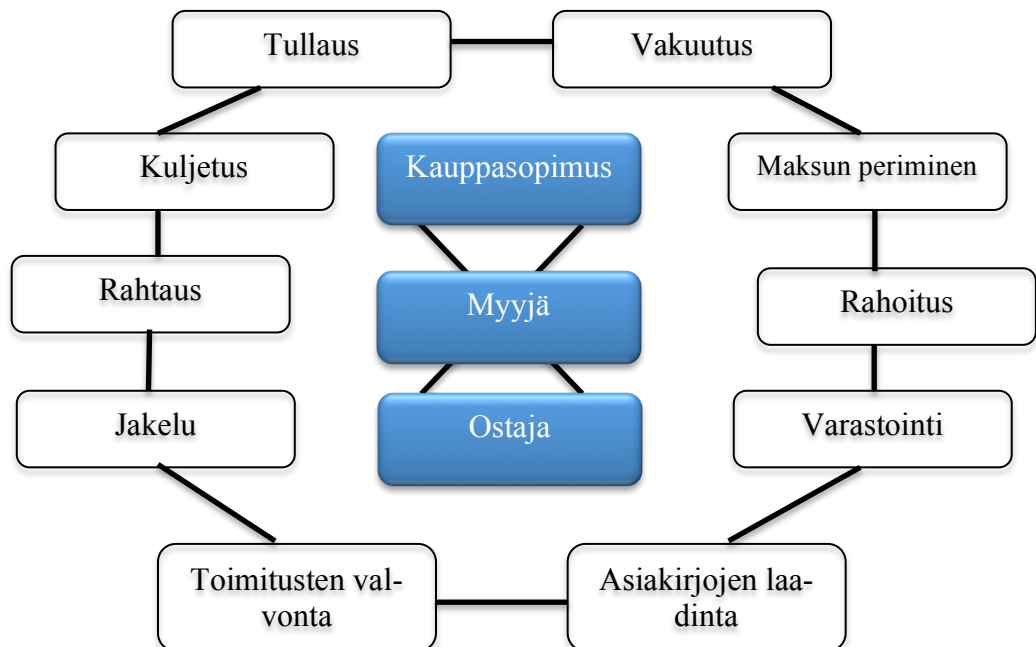 Tullaus
Vakuutus
Kuljetus
Kauppasopimus
Maksun periminen
Rahtaus
Myyjä
Rahoitus
Jakelu
Ostaja
Varastointi
Toimitusten val-
vonta
Asiakirjojen laa-
dinta